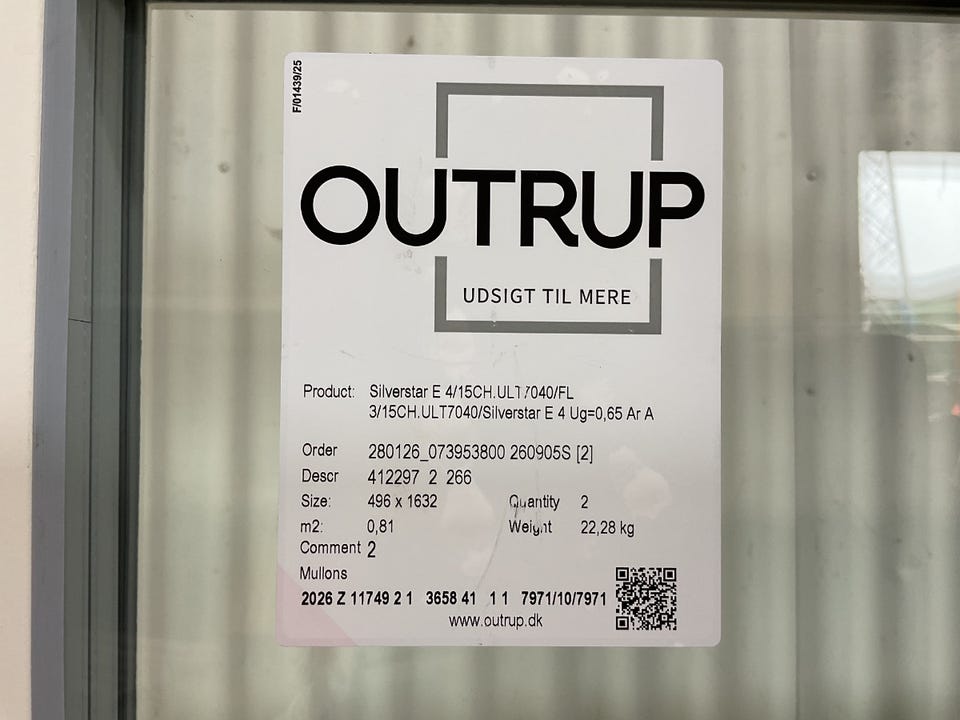 F/01439/25
OUTRUP
UDSIGT TIL MERE
Product: Silverstar E 4/15CH.ULT7040/FL
3/15CH.ULT7040/Silverstar E 4 Ug=0,65 Ar A
Order 280126_073953800 260905S [2]
Descr 412297 2 266
Size: 496 x 1632 Quantity 2
m2: 0,81 Weight 22,28 kg
Comment 2
Mullons
2026 Z 11749 2 1 3658 41 1 1 7971/10/7971
www.outrup.dk